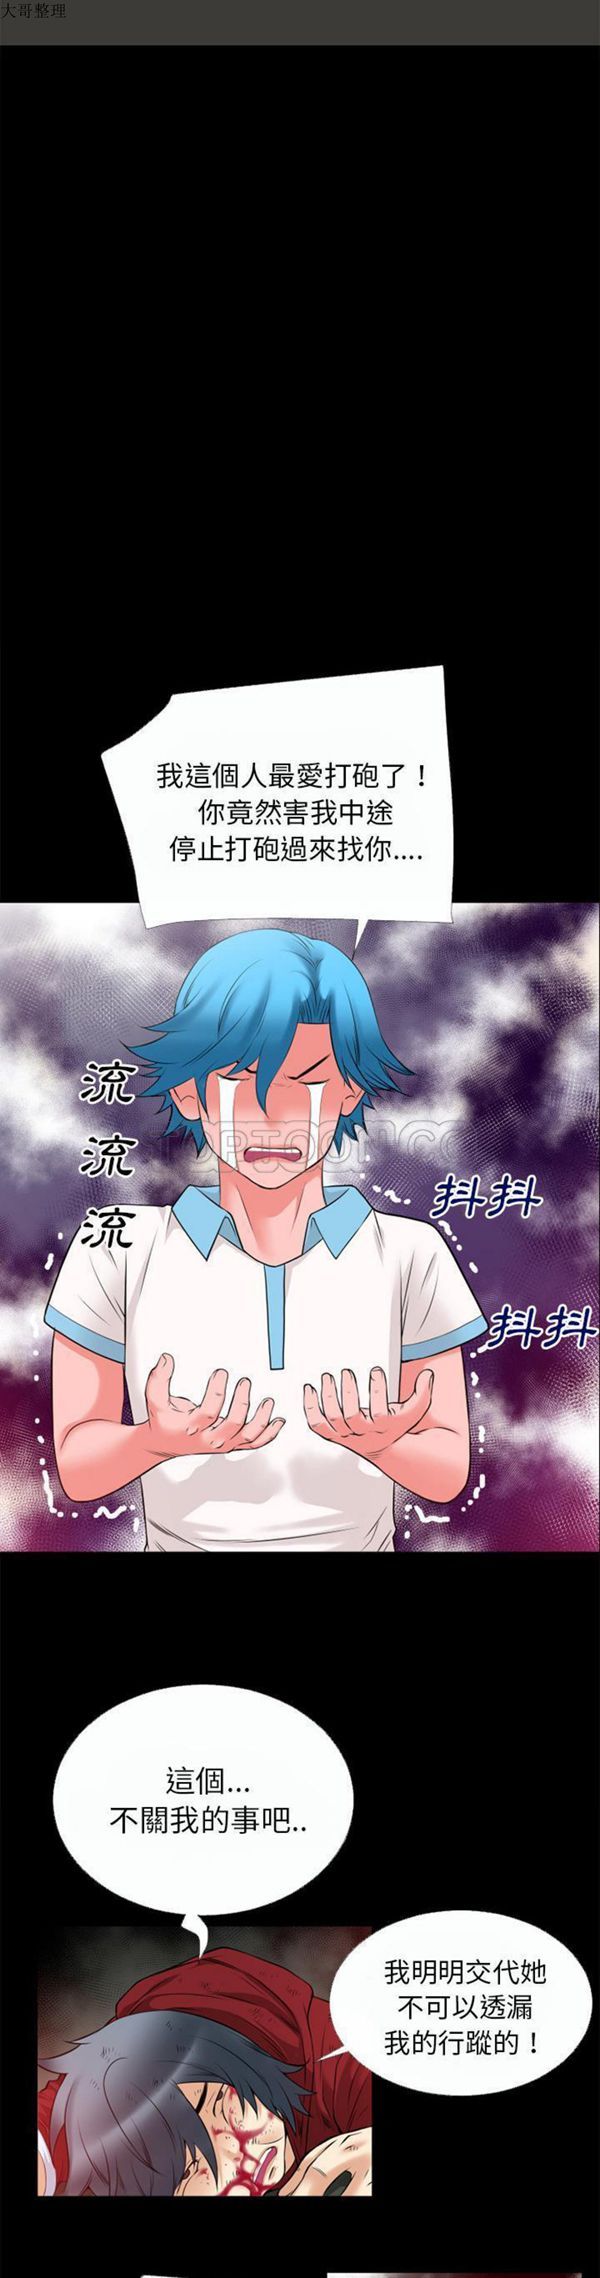 大哥整理
我這個人最愛打砲了！
你竟然害我中途
停止打砲過來找你....
流
流
流
TOPTOON.CO
抖抖
抖抖
這個...
不關我的事吧..
我明明交代她
不可以透漏
我的行蹤的！